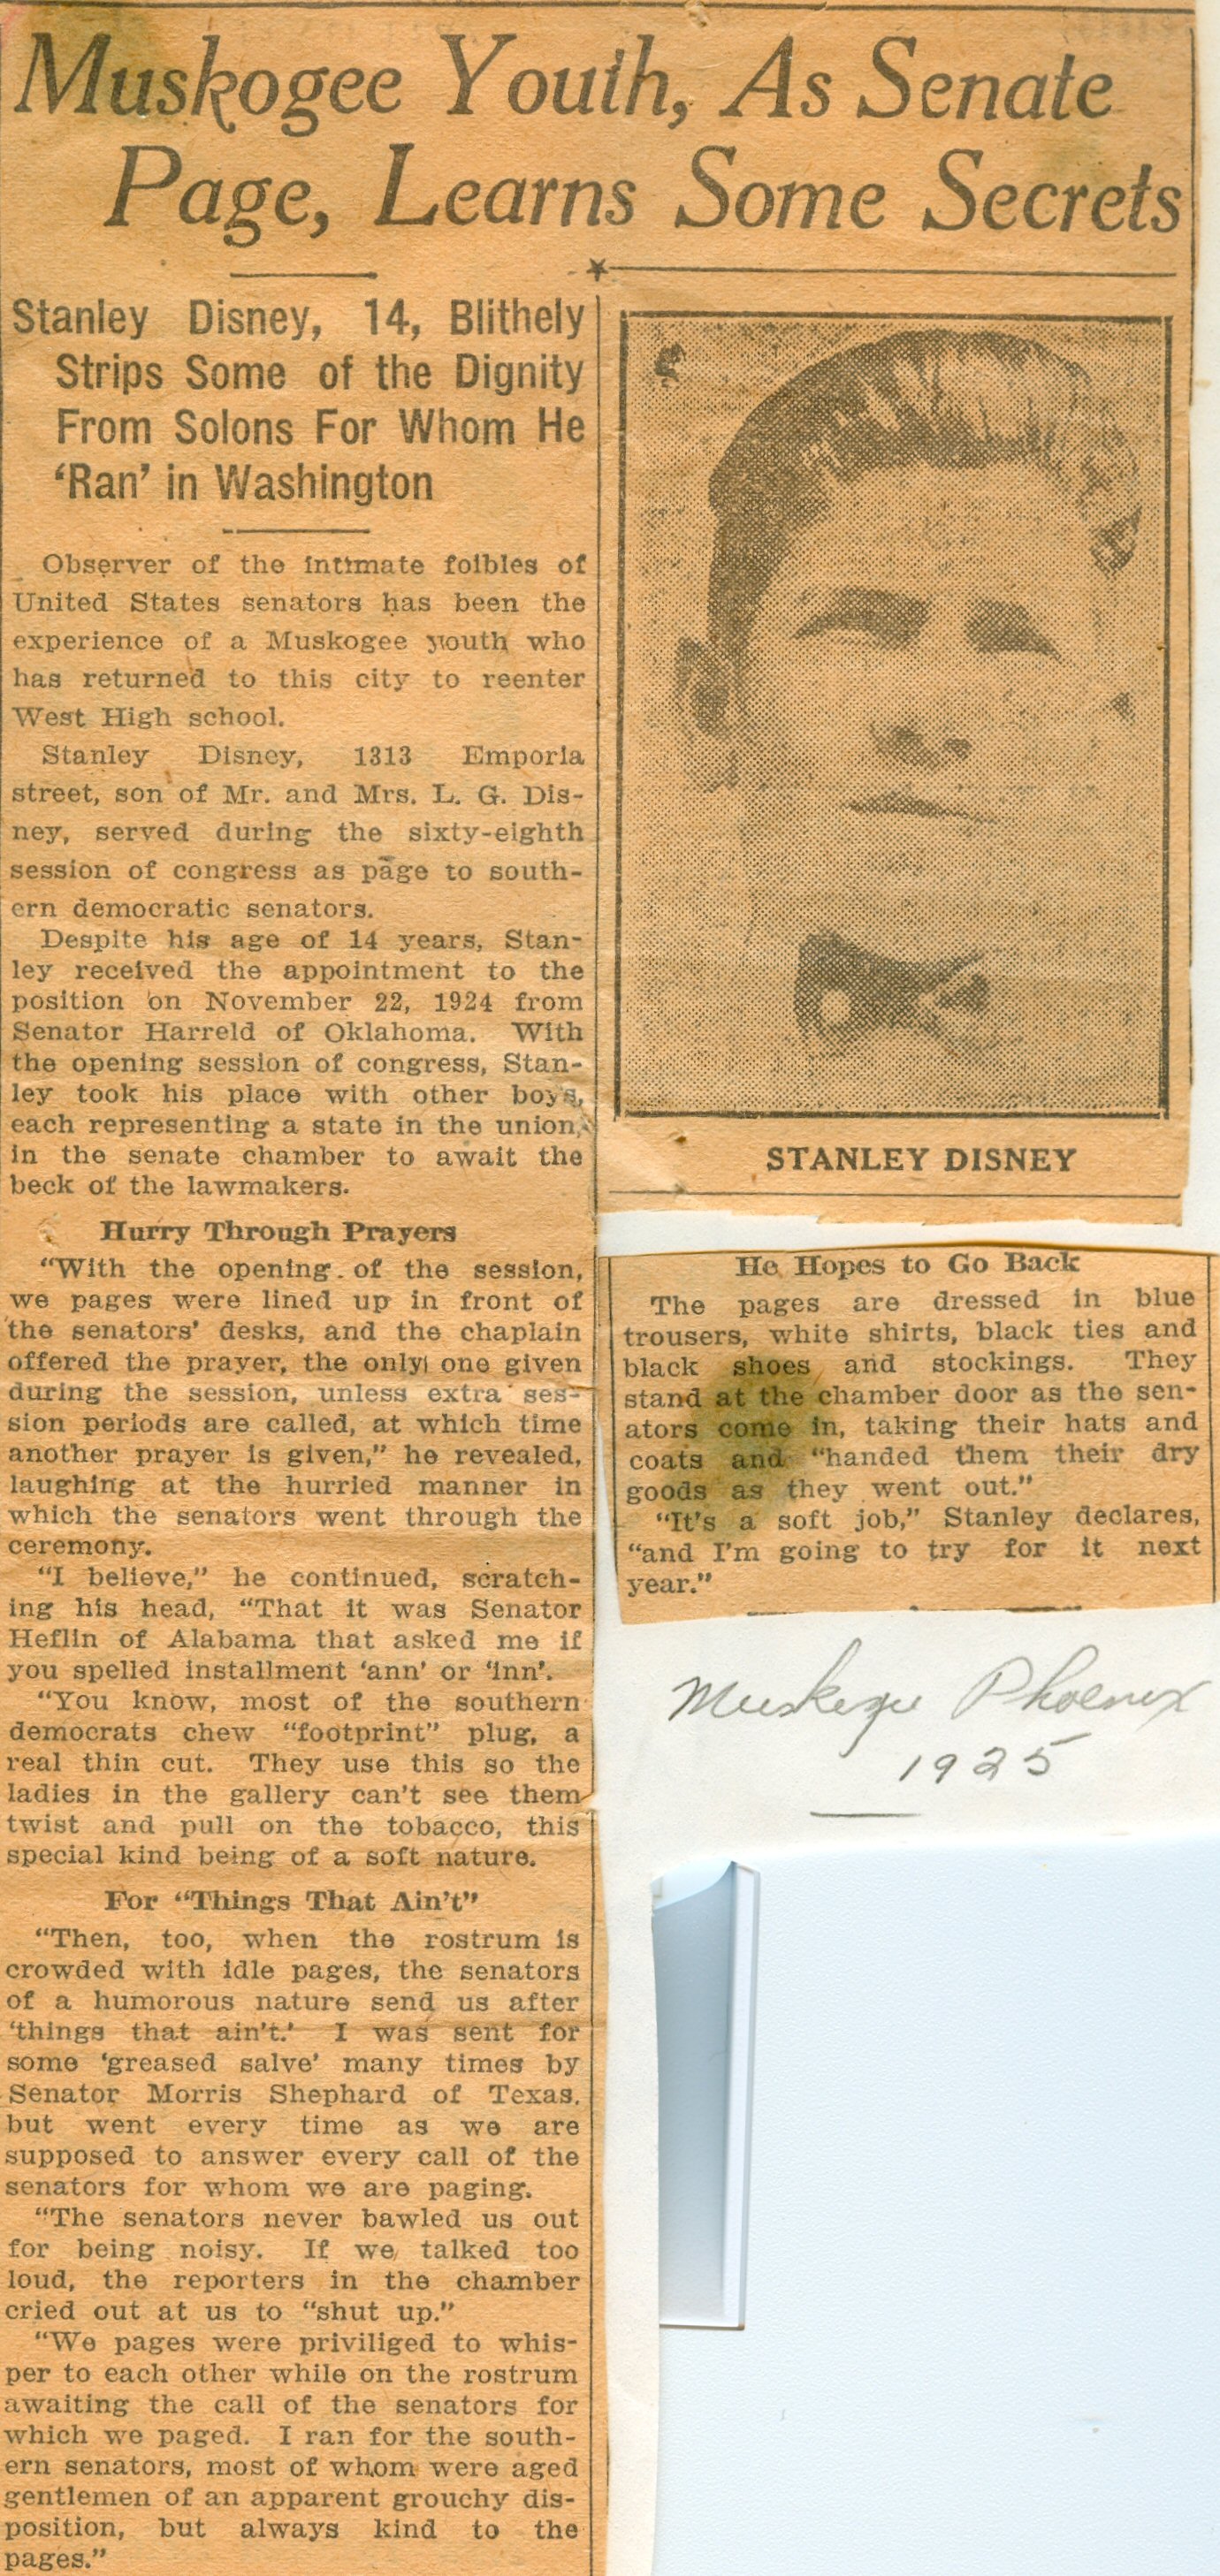 Muskogee Youth, As Senate
Page, Learns Some Secrets
Stanley Disney, 14, Blithely
Strips Some of the Dignity
From Solons For Whom He
‘Ran’ in Washington
Observer of the intimate foibles of
United States senators has been the
experience of a Muskogee youth who
has returned to this city to reenter
West High school.
Stanley Disney, 1313 Emporia
street, son of Mr. and Mrs. L. G. Dis-
ney, served during the sixty-eighth
session of congress as page to south-
ern democratic senators.
Despite his age of 14 years, Stan-
ley received the appointment to the
position on November 22, 1924 from
Senator Harreld of Oklahoma. With
the opening session of congress, Stan-
ley took his place with other boys,
each representing a state in the union,
in the senate chamber to await the
beck of the lawmakers.
Hurry Through Prayers
“With the opening of the session,
we pages were lined up in front of
the senators’ desks, and the chaplain
offered the prayer, the only one given
during the session, unless extra ses-
sion periods are called, at which time
another prayer is given,” he revealed,
laughing at the hurried manner in
which the senators went through the
ceremony.
“I believe,” he continued, scratch-
ing his head, “That it was Senator
Heflin of Alabama that asked me if
you spelled installment ‘ann’ or ‘inn’.
“You know, most of the southern
democrats chew “footprint” plug, a
real thin cut. They use this so the
ladies in the gallery can’t see them
twist and pull on the tobacco, this
special kind being of a soft nature.
For “Things That Ain’t”
“Then, too, when the rostrum is
crowded with idle pages, the senators
of a humorous nature send us after
‘things that ain’t.’ I was sent for
some ‘greased salve’ many times by
Senator Morris Shephard of Texas,
but went every time as we are
supposed to answer every call of the
senators for whom we are paging.
“The senators never bawled us out
for being noisy. If we talked too
loud, the reporters in the chamber
cried out at us to “shut up.”
“We pages were priviliged to whis-
per to each other while on the rostrum
awaiting the call of the senators for
which we paged. I ran for the south-
ern senators, most of whom were aged
gentlemen of an apparent grouchy dis-
position, but always kind to the
pages.”
STANLEY DISNEY
He Hopes to Go Back
The pages are dressed in blue
trousers, white shirts, black ties and
black shoes and stockings. They
stand at the chamber door as the sen-
ators come in, taking their hats and
coats and “handed them their dry
goods as they went out.”
“It's a soft job,” Stanley declares,
“and I'm going to try for it next
year.”
Muskogee Phoenix
1925